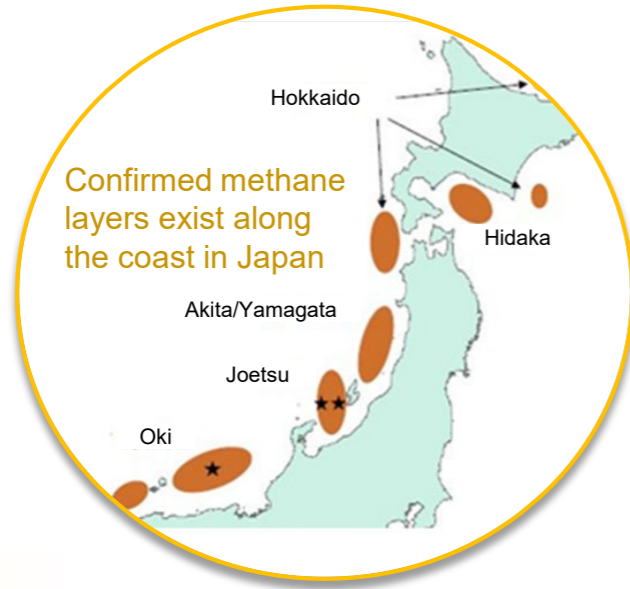 Hokkaido
Confirmed methane
layers exist along
the coast in Japan
Hidaka
Akita/Yamagata
Joetsu
Oki